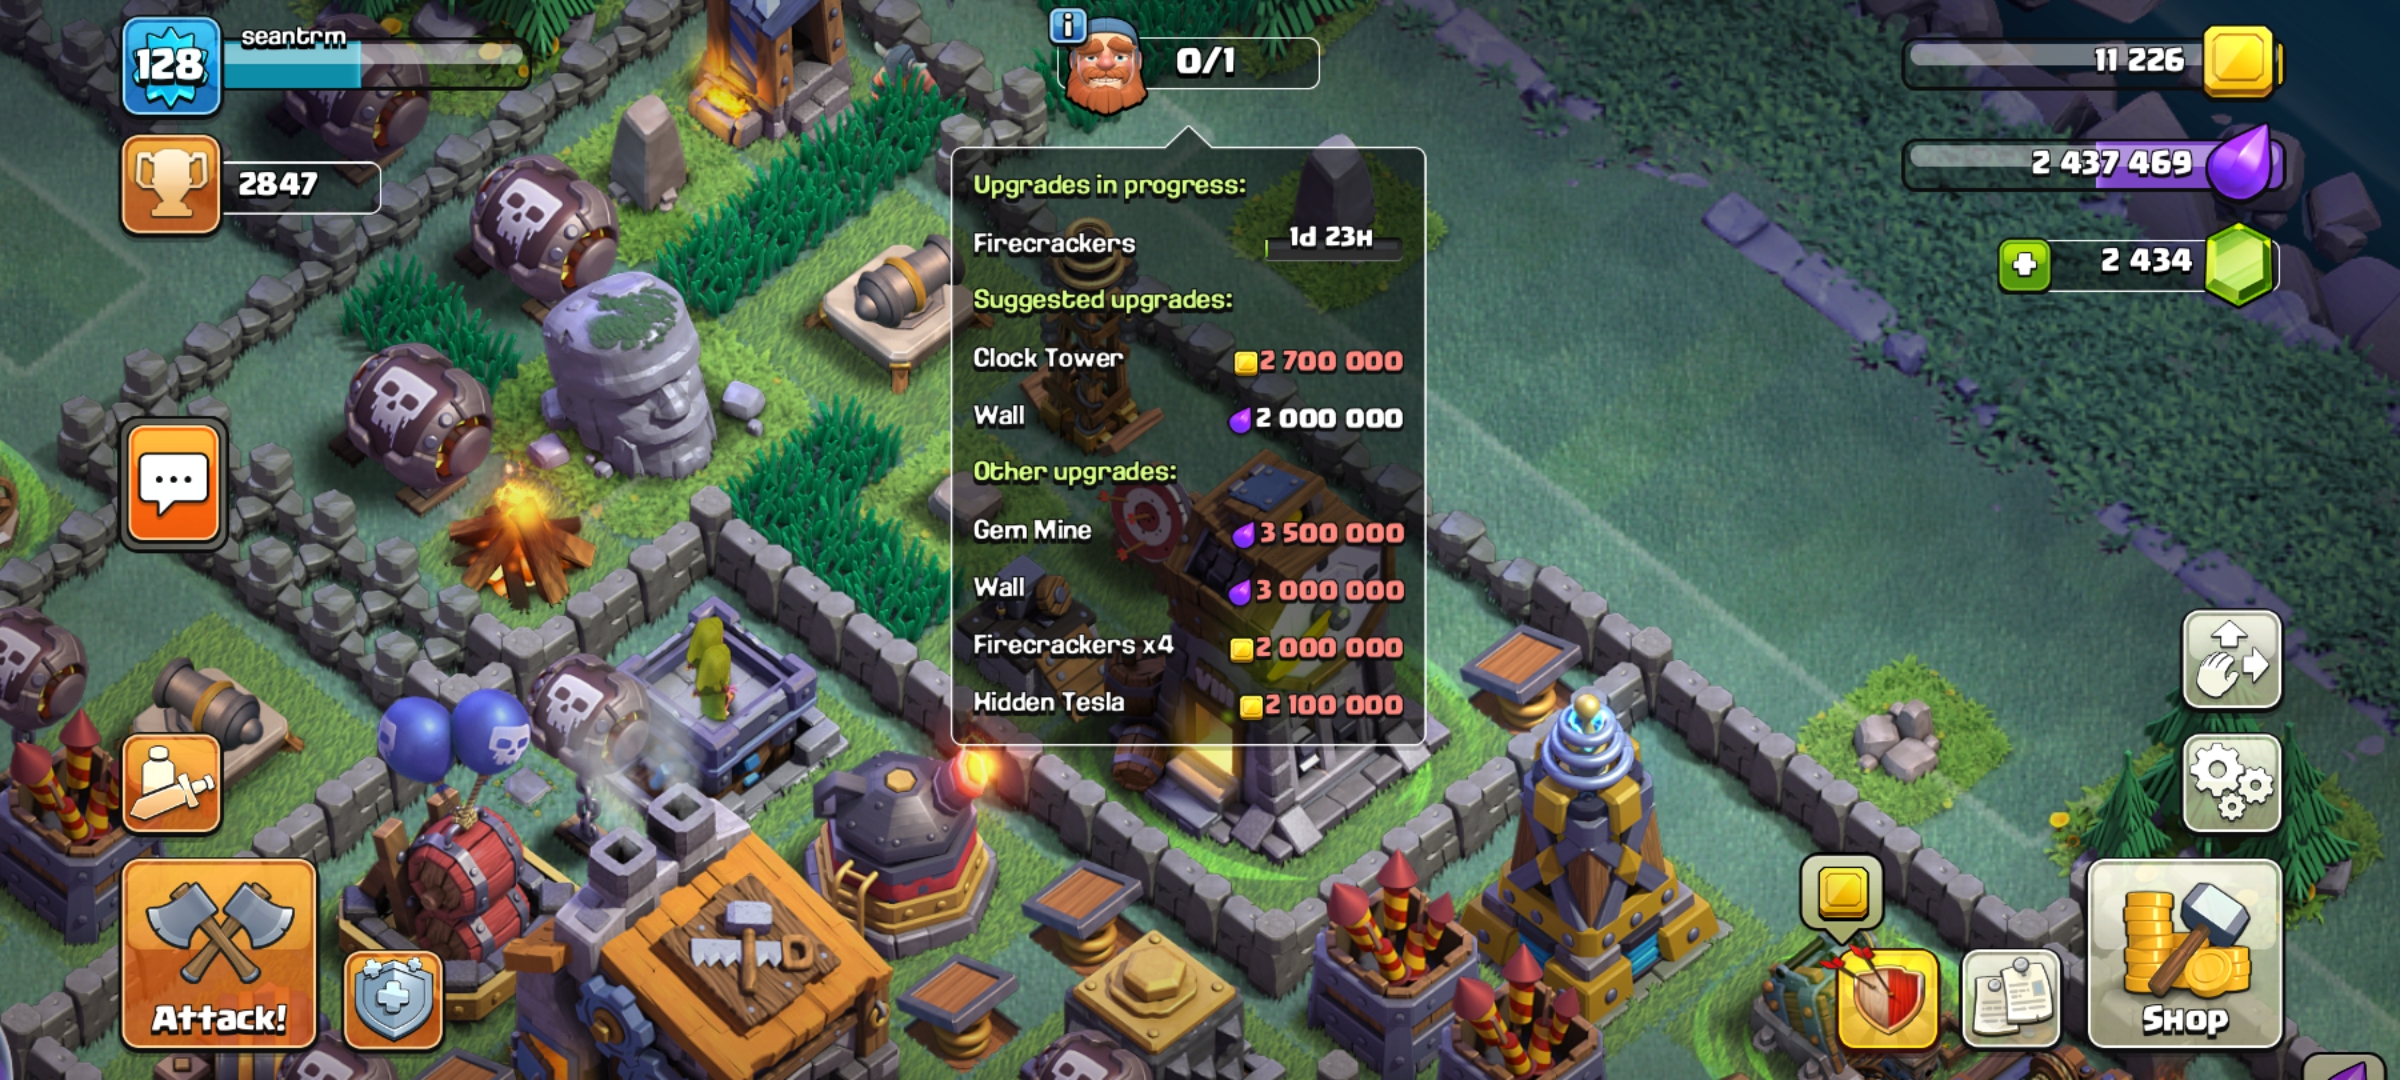 128
seantrm
i
0/1
11 226
2847
2 437 469
2 434
Upgrades in progress:
Firecrackers
1d 23H
Suggested upgrades:
Clock Tower 2 700 000
Wall 2 000 000
Other upgrades:
Gem Mine 3 500 000
Wall 3 000 000
Firecrackers x4 2 000 000
Hidden Tesla 2 100 000
VIII
Attack!
Shop